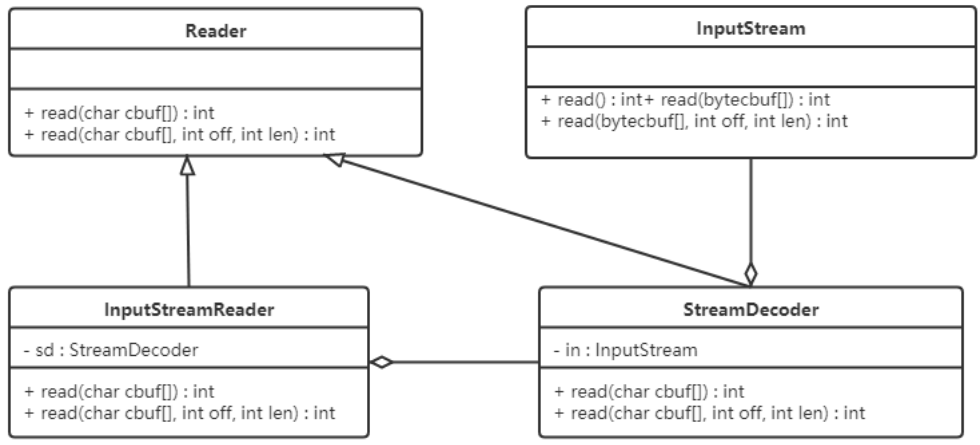 Reader
+ read(char cbuf[]) : int
+ read(char cbuf[], int off, int len) : int
InputStream
+ read() : int+ read(bytecbuf[]) : int
+ read(bytecbuf[], int off, int len) : int
InputStreamReader
- sd : StreamDecoder
+ read(char cbuf[]) : int
+ read(char cbuf[], int off, int len) : int
StreamDecoder
- in : InputStream
+ read(char cbuf[]) : int
+ read(char cbuf[], int off, int len) : int